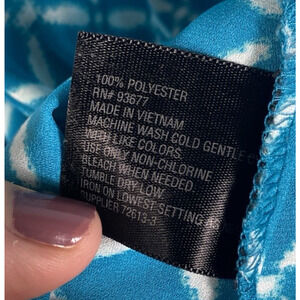 100% POLYESTER
RN# 93677
MADE IN VIETNAM
MACHINE WASH COLD GENTLE
WITH LIKE COLORS.
USE ONLY NON-CHLORINE
BLEACH WHEN NEEDED.
TUMBLE DRY LOW.
IRON ON LOWEST SETTING
SUPPLIER 72613-3